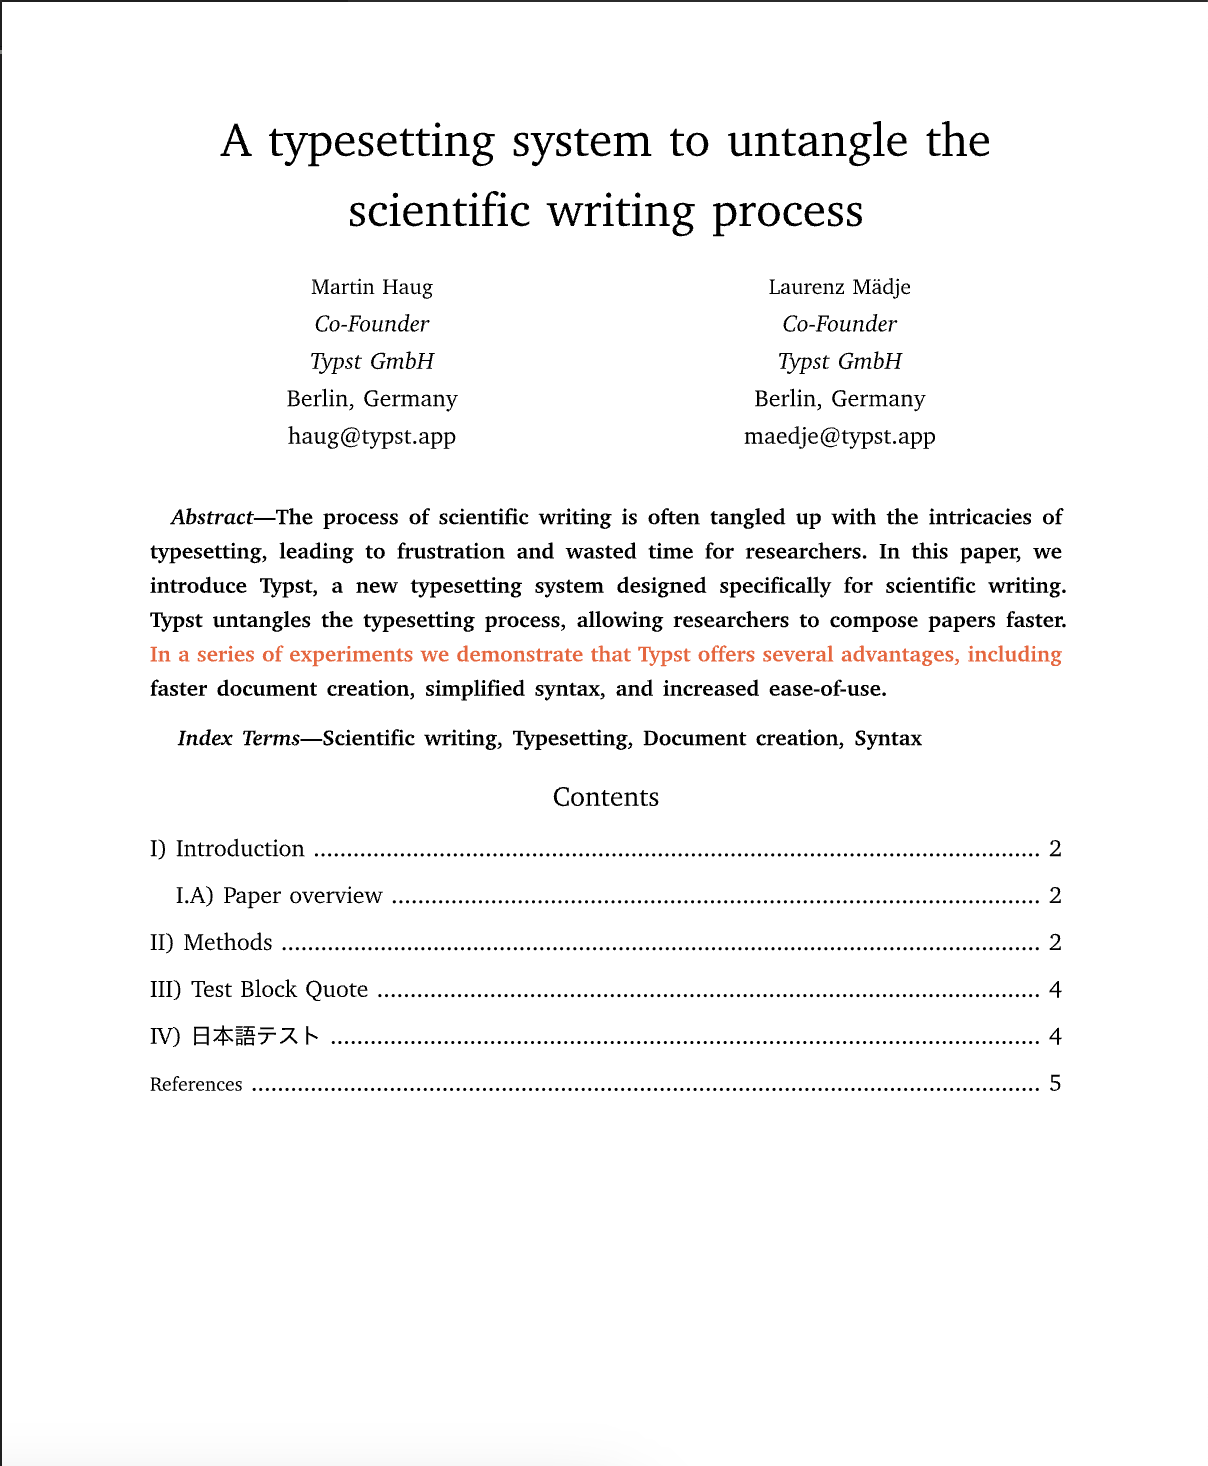 A typesetting system to untangle the
scientific writing process
Martin Haug
Co-Founder
Typst GmbH
Berlin, Germany
haug@typst.app
Laurenz Mädje
Co-Founder
Typst GmbH
Berlin, Germany
maedje@typst.app
Abstract—The process of scientific writing is often tangled up with the intricacies of
typesetting, leading to frustration and wasted time for researchers. In this paper, we
introduce Typst, a new typesetting system designed specifically for scientific writing.
Typst untangles the typesetting process, allowing researchers to compose papers faster.
In a series of experiments we demonstrate that Typst offers several advantages, including
faster document creation, simplified syntax, and increased ease-of-use.
Index Terms—Scientific writing, Typesetting, Document creation, Syntax
Contents
I) Introduction ........................................ 2
I.A) Paper overview ........................................ 2
II) Methods ........................................ 2
III) Test Block Quote ........................................ 4
IV) 日本語テスト ........................................ 4
References ........................................ 5